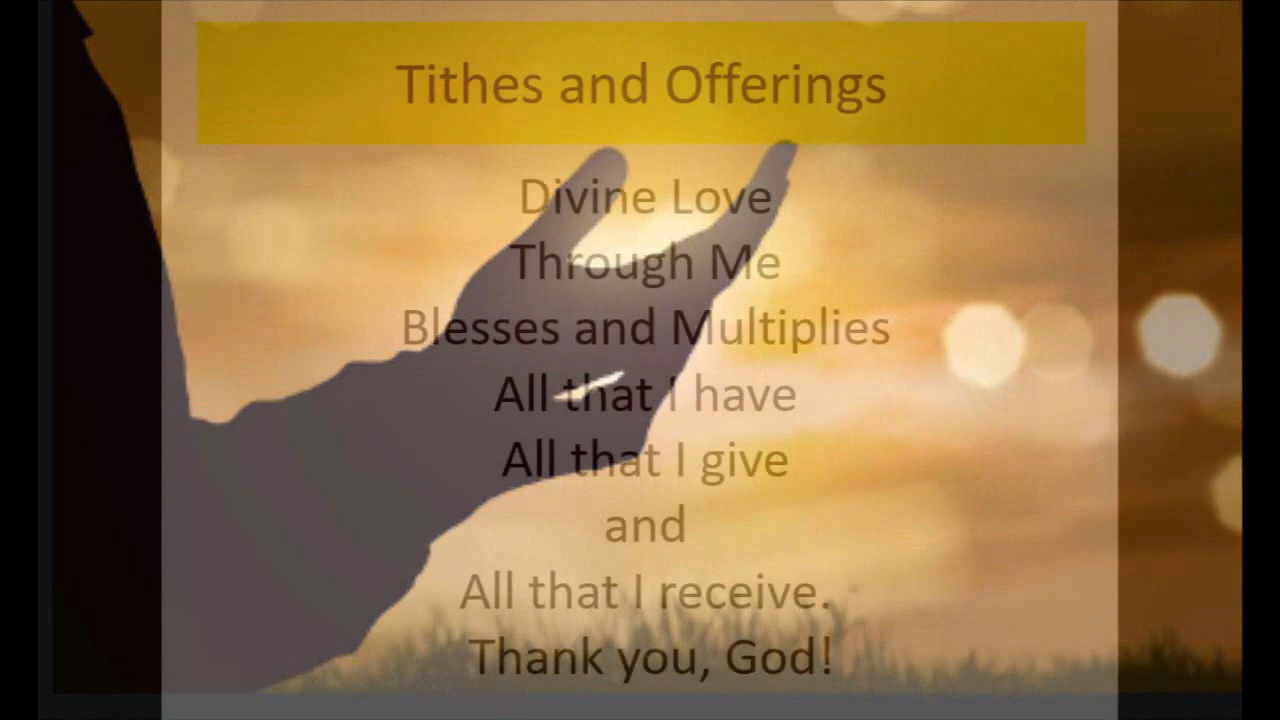 Tithes and Offerings
Divine Love
Through Me
Blesses and Multiplies
All that I have
All that I give
and
All that I receive.
Thank you, God!